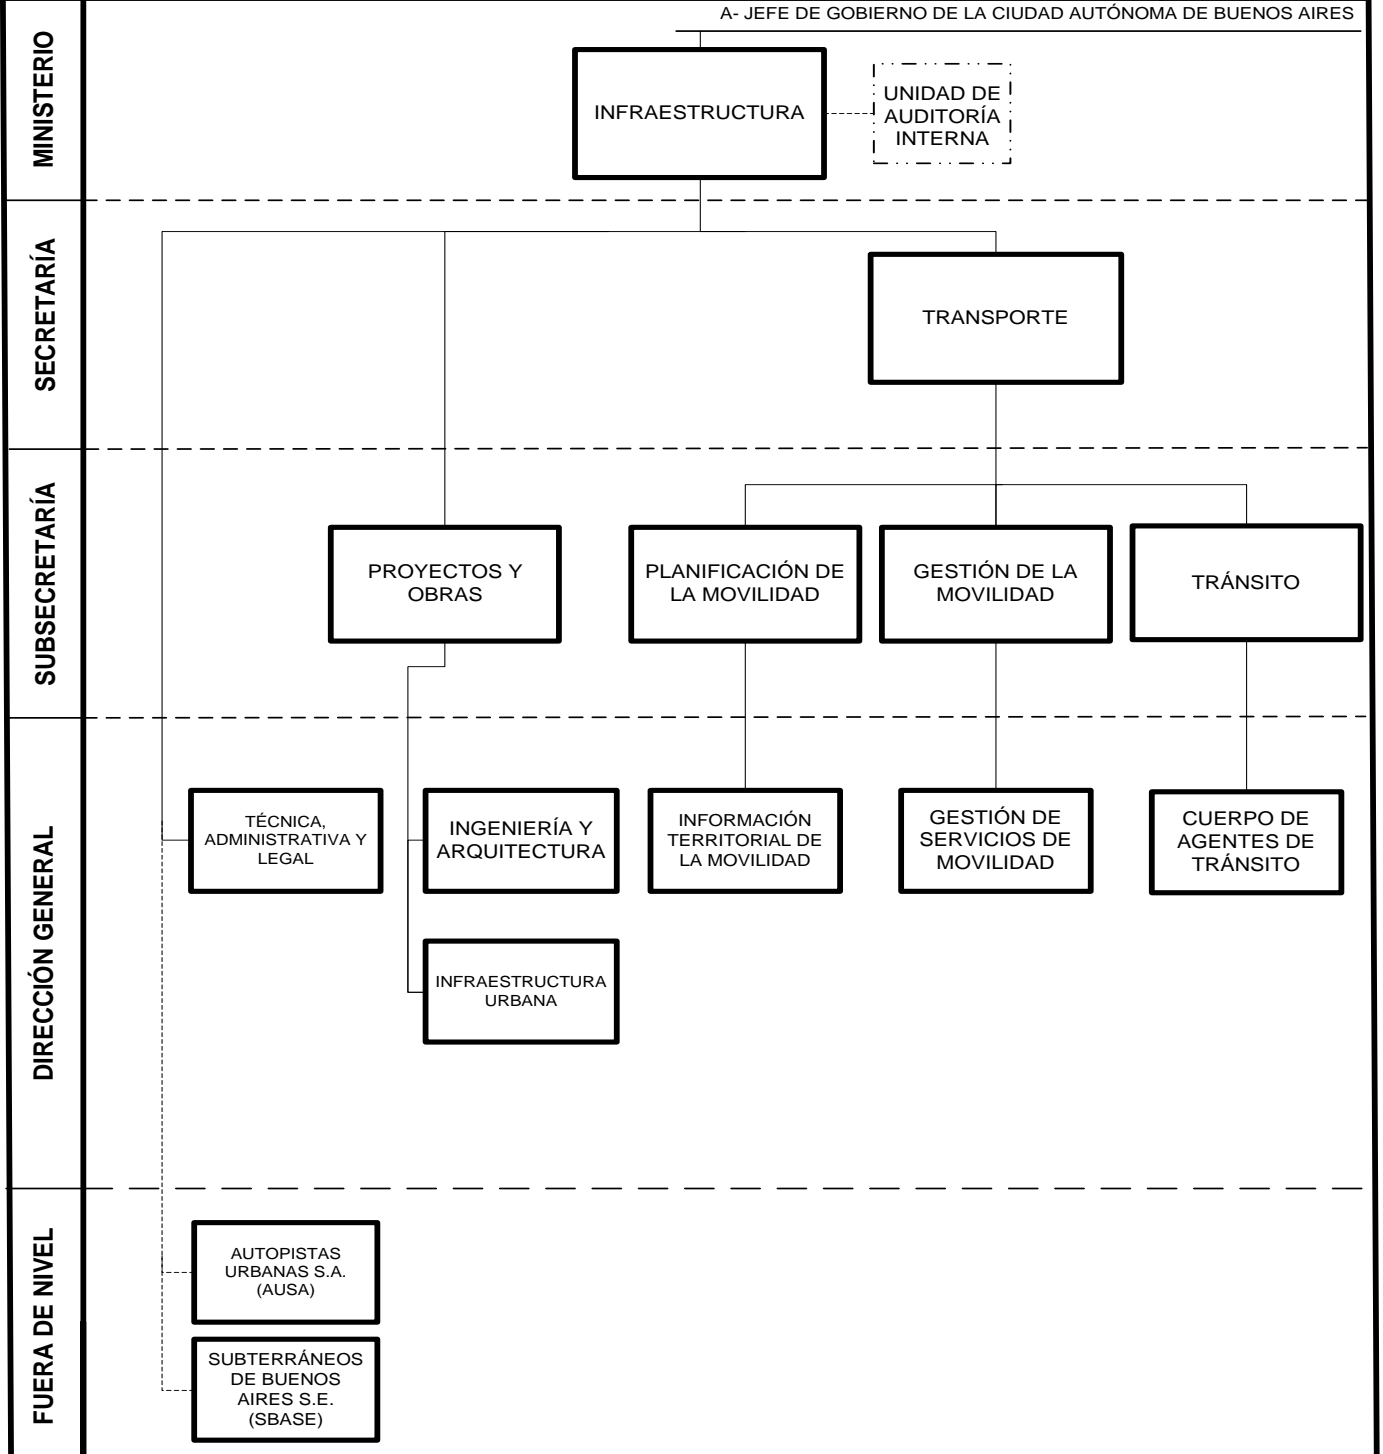 A- JEFE DE GOBIERNO DE LA CIUDAD AUTÓNOMA DE BUENOS AIRES
MINISTERIO
INFRAESTRUCTURA
UNIDAD DE
AUDITORÍA
INTERNA
SECRETARÍA
TRANSPORTE
SUBSECRETARÍA
PROYECTOS Y
OBRAS
PLANIFICACIÓN DE
LA MOVILIDAD
GESTIÓN DE LA
MOVILIDAD
TRÁNSITO
DIRECCIÓN GENERAL
TÉCNICA,
ADMINISTRATIVA Y
LEGAL
INGENIERÍA Y
ARQUITECTURA
INFORMACIÓN
TERRITORIAL DE
LA MOVILIDAD
GESTIÓN DE
SERVICIOS DE
MOVILIDAD
CUERPO DE
AGENTES DE
TRÁNSITO
INFRAESTRUCTURA
URBANA
FUERA DE NIVEL
AUTOPISTAS
URBANAS S.A.
(AUSA)
SUBTERRÁNEOS
DE BUENOS
AIRES S.E.
(SBASE)